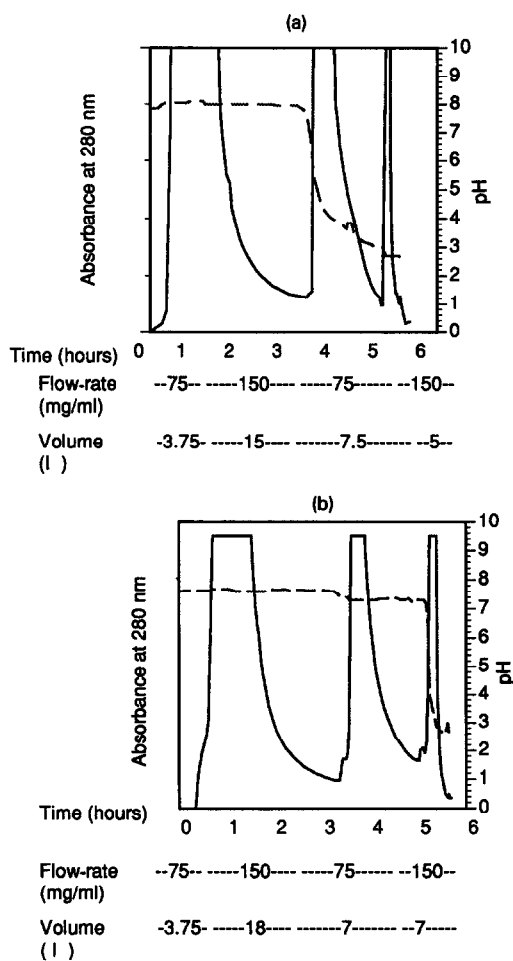 (a)
10
9
8
7
6
5
4
3
2
1
0
Absorbance at 280 nm
pH
Time (hours) 0 1 2 3 4 5 6
Flow-rate --75-- -----150---- ------75------ --150--
(mg/ml)
Volume -3.75- -----15---- ------7.5------- --5--
(l )
(b)
10
9
8
7
6
5
4
3
2
1
0
Absorbance at 280 nm
pH
Time (hours) 0 1 2 3 4 5 6
Flow-rate --75-- -----150---- ------75------ --150--
(mg/ml)
Volume -3.75- -----18---- ------7------- --7--
( l )